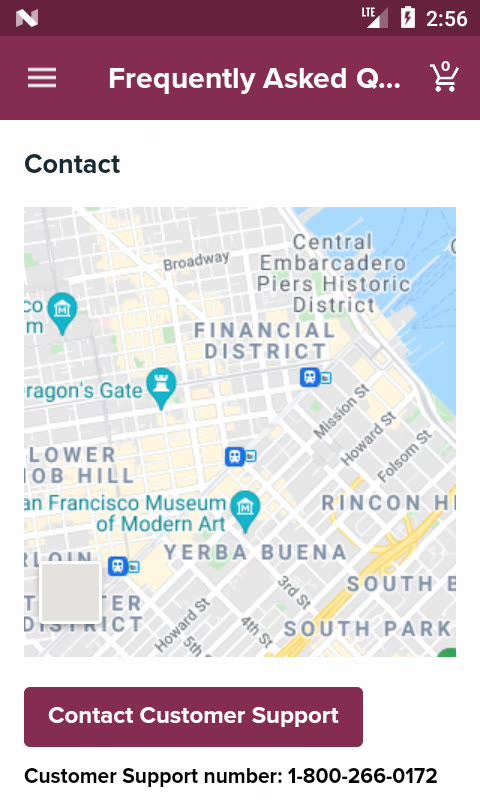 LTE 2:56
Frequently Asked Q... 0
Contact
Broadway
Central
Embarcadero
Piers Historic
District
co
m
FINANCIAL
DISTRICT
ragon's Gate
Mission St
Howard St
Folsom St
LOWER
OB HILL
an Francisco Museum
of Modern Art
RINCON HI
YERBA BUENA
RLOIN
3rd St
SOUTH B
T ER
DISTRICT
Howard St
5th
4th St
SOUTH PARK
Contact Customer Support
Customer Support number: 1-800-266-0172